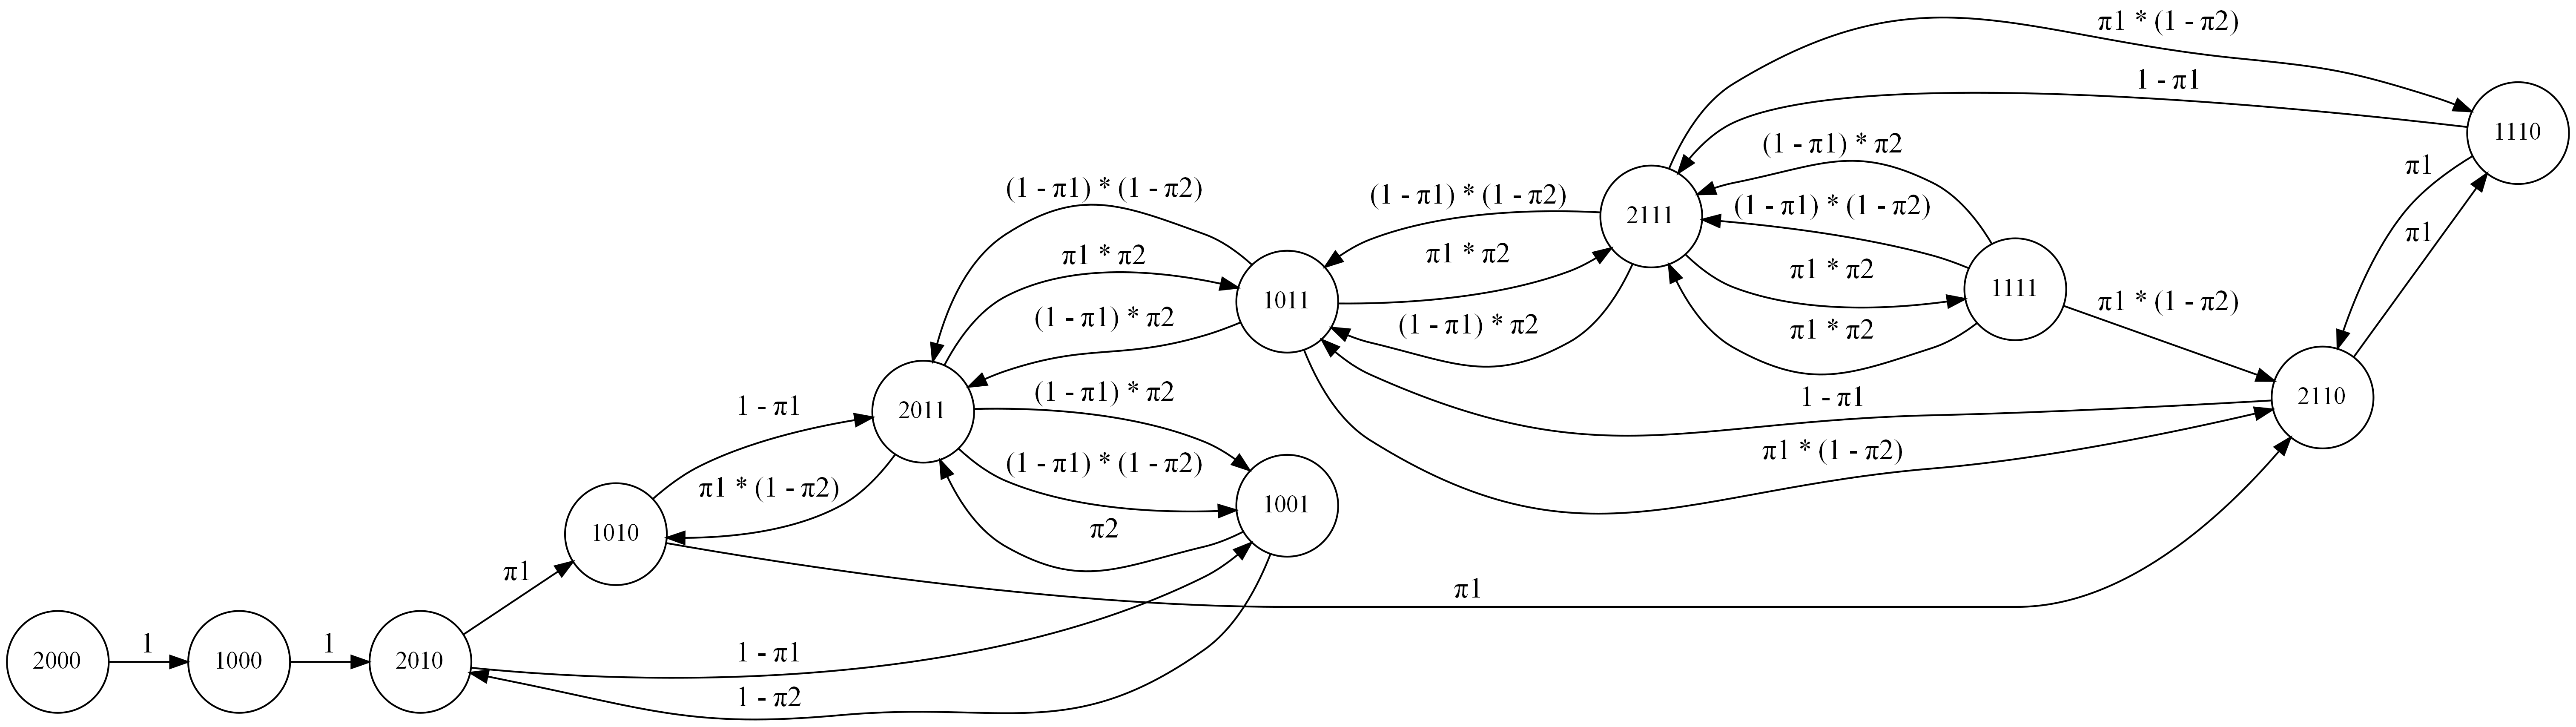 π1 * (1 - π2)
1 - π1
1110
(1 - π1) * π2
π1
(1 - π1) * (1 - π2)
(1 - π1) * (1 - π2)
(1 - π1) * (1 - π2)
2111
π1
π1 * π2
π1 * π2
π1 * π2
1111
1011
π1 * (1 - π2)
(1 - π1) * π2
(1 - π1) * π2
π1 * π2
(1 - π1) * π2
1 - π1
2110
1 - π1
2011
π1 * (1 - π2)
(1 - π1) * (1 - π2)
π1 * (1 - π2)
1001
π2
1010
π1
π1
2000
1
1000
1
2010
1 - π1
1 - π2